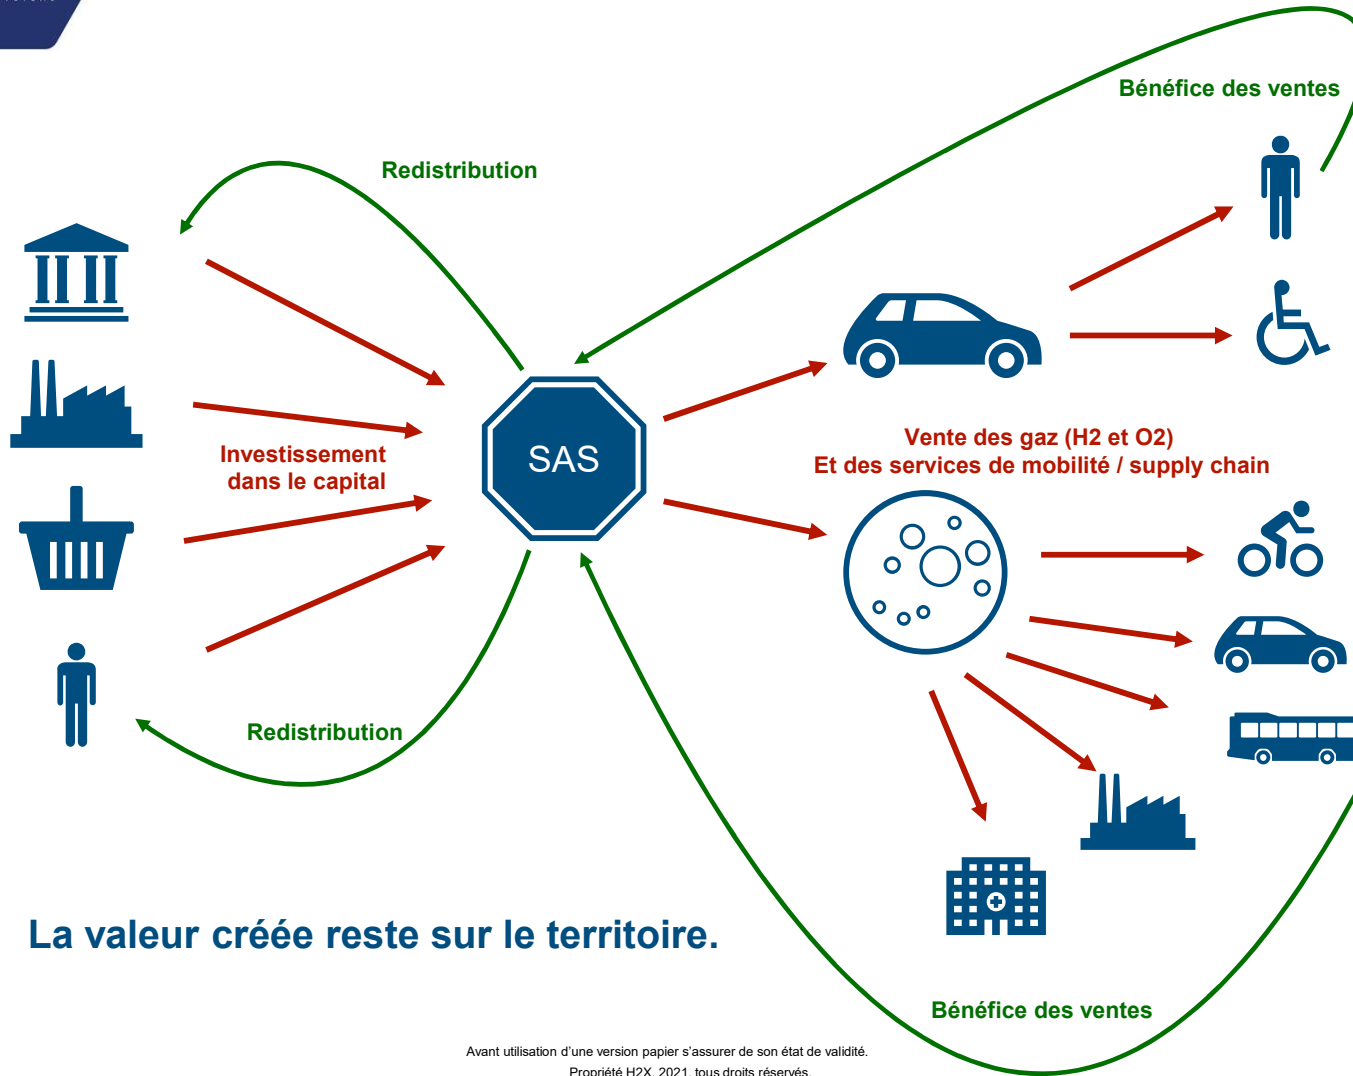 Bénéfice des ventes
Redistribution
Investissement
dans le capital
SAS
Vente des gaz (H2 et O2)
Et des services de mobilité / supply chain
Redistribution
La valeur créée reste sur le territoire.
Bénéfice des ventes
Avant utilisation d’une version papier s’assurer de son état de validité.
Propriété H2X, 2021, tous droits réservés.